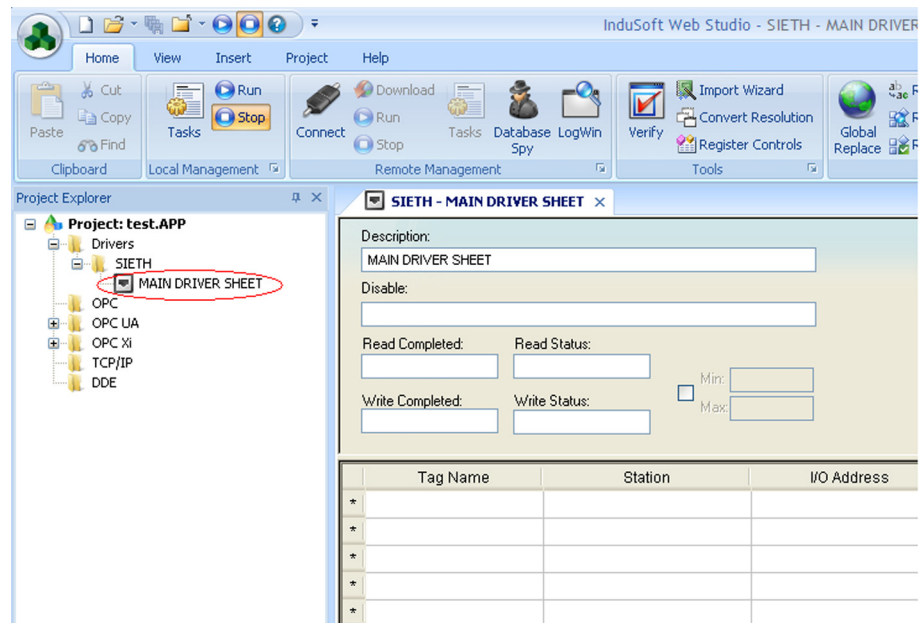 InduSoft Web Studio - SIETH - MAIN DRIVER
Home View Insert Project Help
Paste
Cut
Copy
Find
Clipboard
Tasks
Run
Stop
Local Management
Connect
Download
Run
Stop
Tasks
Database Spy
LogWin
Remote Management
Verify
Import Wizard
Convert Resolution
Register Controls
Tools
Global
Replace
Project Explorer
Project: test.APP
Drivers
SIETH
MAIN DRIVER SHEET
OPC
OPC UA
OPC Xi
TCP/IP
DDE
SIETH - MAIN DRIVER SHEET
Description:
MAIN DRIVER SHEET
Disable:
Read Completed: Read Status:
Min:
Write Completed: Write Status:
Max:
Tag Name Station I/O Address
*
*
*
*
*